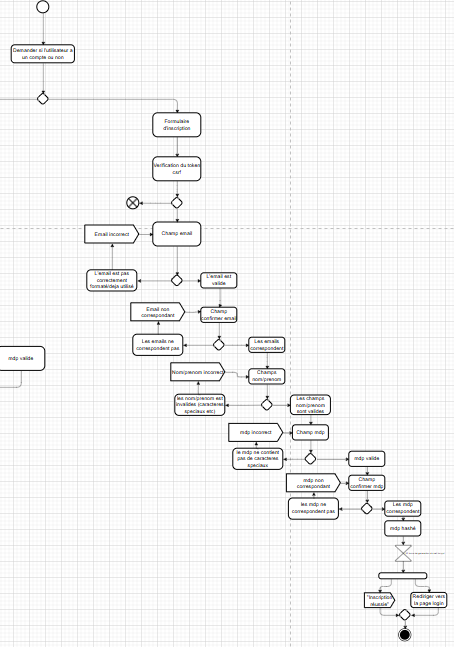 Demander si l'utilisateur a
un compte ou non
Formulaire
d'inscription
Verification du token
csrf
Email incorrect
Champ email
L'email est pas
correctement
formaté/deja utilisé
L'email est
valide
Email non
correspondant
Champ
confirmer email
Les emails ne
correspondent pas
Les emails
correspondent
mdp valide
Nom/prenom incorrect
Champs
nom/prenom
les nom/prenom est
invalides (caracteres
speciaux etc)
Les champs
nom/prenom
sont valides
mdp incorrect
Champ mdp
le mdp ne contient
pas de caracteres
speciaux
mdp valide
mdp non
correspondant
Champ
confirmer mdp
les mdp ne
correspondent pas
Les mdp
correspondent
mdp hashé
"Inscription
réussie"
Rediriger vers
la page login